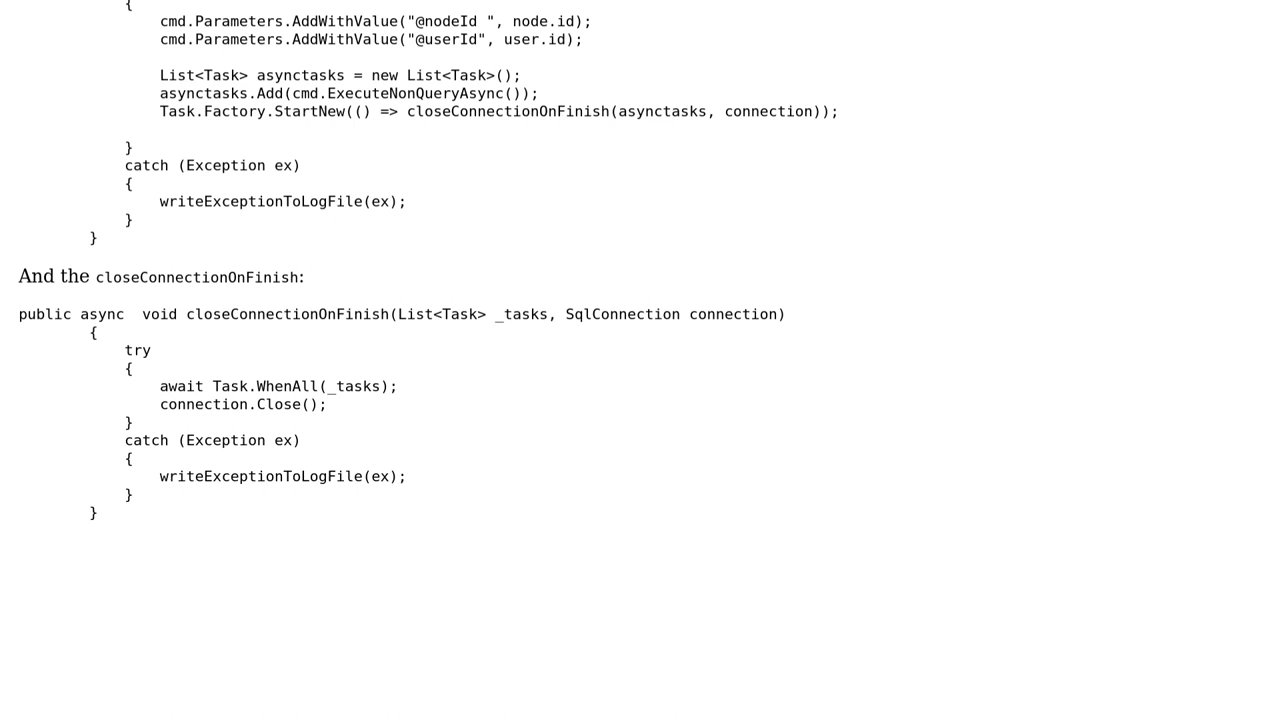 {
cmd.Parameters.AddWithValue("@nodeId ", node.id);
cmd.Parameters.AddWithValue("@userId", user.id);
List<Task> asynctasks = new List<Task>();
asynctasks.Add(cmd.ExecuteNonQueryAsync());
Task.Factory.StartNew(() => closeConnectionOnFinish(asynctasks, connection));
}
catch (Exception ex)
{
writeExceptionToLogFile(ex);
}
}
And the closeConnectionOnFinish:
public async  void closeConnectionOnFinish(List<Task> _tasks, SqlConnection connection)
{
try
{
await Task.WhenAll(_tasks);
connection.Close();
}
catch (Exception ex)
{
writeExceptionToLogFile(ex);
}
}